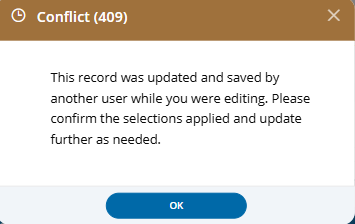 Conflict (409)
This record was updated and saved by
another user while you were editing. Please
confirm the selections applied and update
further as needed.
OK